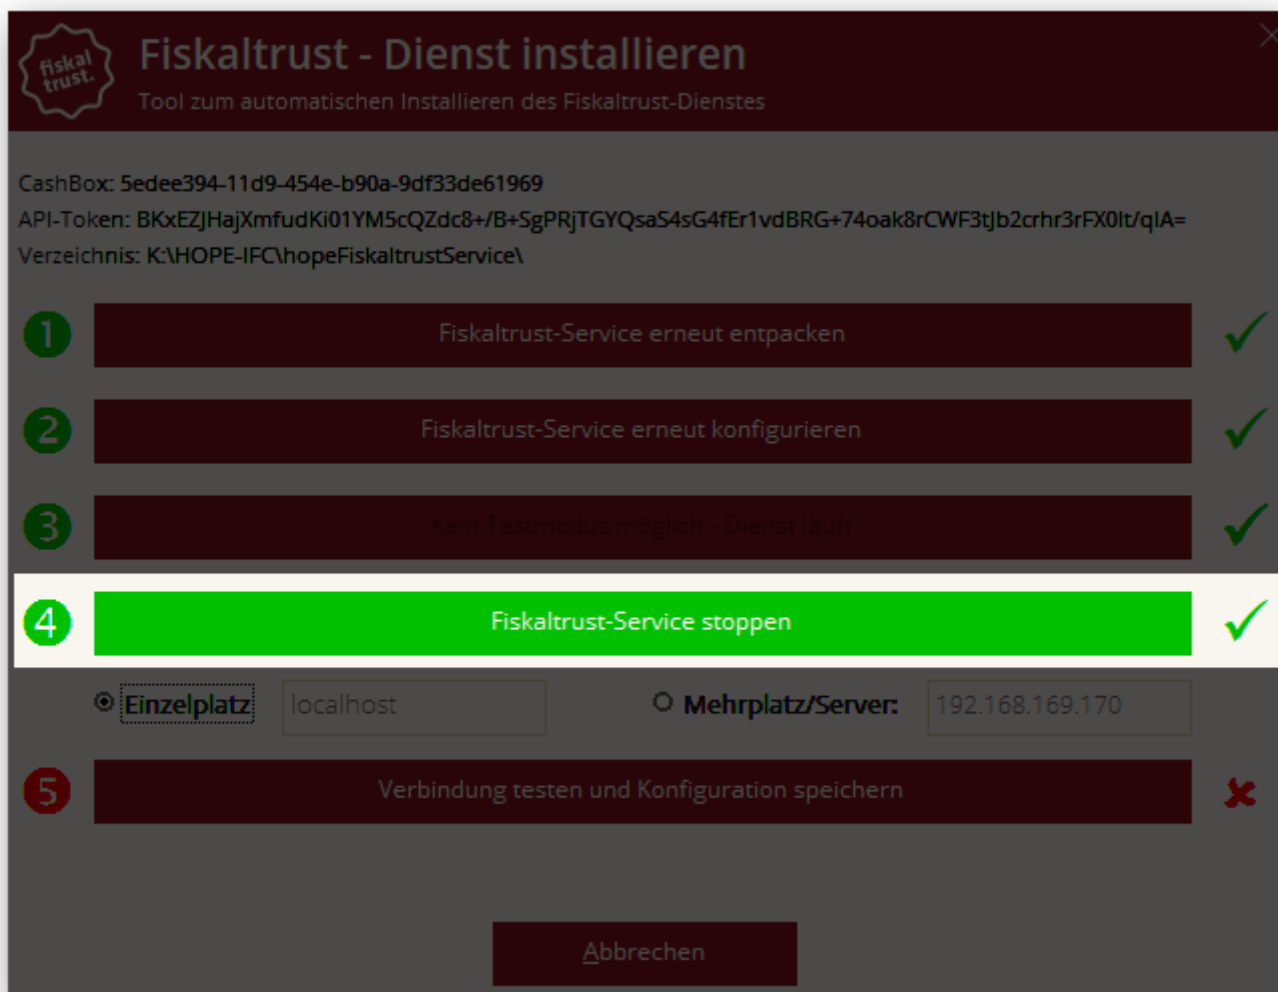 fiskal
trust.
Fiskaltrust - Dienst installieren
Tool zum automatischen Installieren des Fiskaltrust-Dienstes
CashBox: 5edee394-11d9-454e-b90a-9df33de61969
API-Token: BKxEZJHajXmfudKi01YM5cQZdc8+/B+SgPRjTGYQsaS4sG4fEr1vdBRG+74oak8rCWF3tJb2crhr3rFX0lt/qlA=
Verzeichnis: K:\HOPE-IFC\hopeFiskaltrustService\
1 Fiskaltrust-Service erneut entpacken
2 Fiskaltrust-Service erneut konfigurieren
3 Kein Testmodus möglich - Dienst läuft
4 Fiskaltrust-Service stoppen
Einzelplatz localhost Mehrplatz/Server: 192.168.169.170
5 Verbindung testen und Konfiguration speichern
Abbrechen